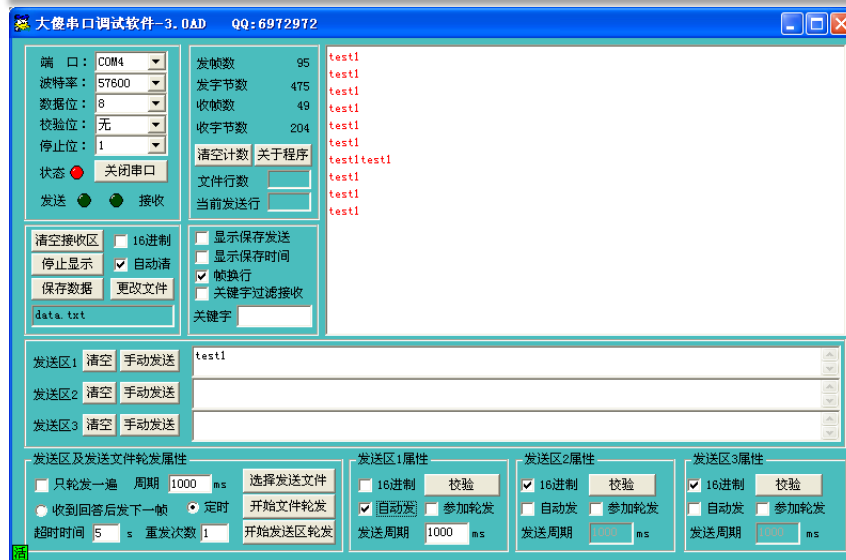 大傻串口调试软件-3.0AD QQ:6972972
端 口: COM4
波特率: 57600
数据位: 8
校验位: 无
停止位: 1
状态 关闭串口
发送 接收
发帧数 95
发字节数 475
收帧数 49
收字节数 204
清空计数 关于程序
文件行数
当前发送行
test1
test1
test1
test1
test1
test1
test1test1
test1
test1
test1
清空接收区 16进制
停止显示 自动清
保存数据 更改文件
data.txt
显示保存发送
显示保存时间
帧换行
关键字过滤接收
关键字
发送区1 清空 手动发送 test1
发送区2 清空 手动发送
发送区3 清空 手动发送
发送区及发送文件轮发属性
只轮发一遍 周期 1000 ms 选择发送文件
收到回答后发下一帧 定时 开始文件轮发
超时时间 5 s 重发次数 1 开始发送区轮发
发送区1属性
16进制 校验
自动发 参加轮发
发送周期 1000 ms
发送区2属性
16进制 校验
自动发 参加轮发
发送周期 1000 ms
发送区3属性
16进制 校验
自动发 参加轮发
发送周期 1000 ms
活